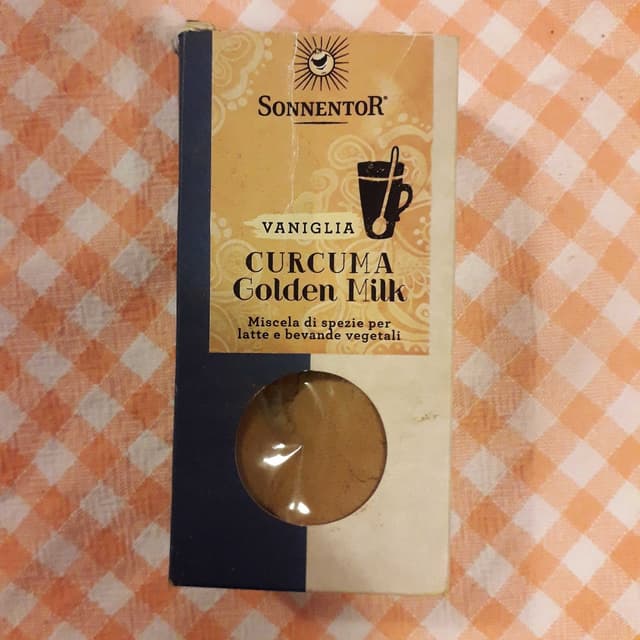 SONNENTOR
VANIGLIA
CURCUMA
Golden Milk
Miscela di spezie per
latte e bevande vegetali